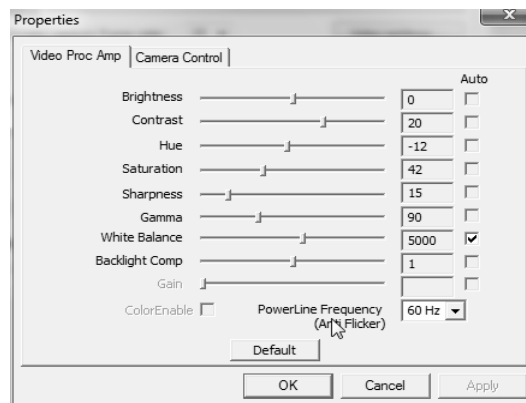 Properties
Video Proc Amp Camera Control
Auto
Brightness 0
Contrast 20
Hue -12
Saturation 42
Sharpness 15
Gamma 90
White Balance 5000
Backlight Comp 1
Gain
ColorEnable PowerLine Frequency 60 Hz
(Anti Flicker)
Default
OK Cancel Apply